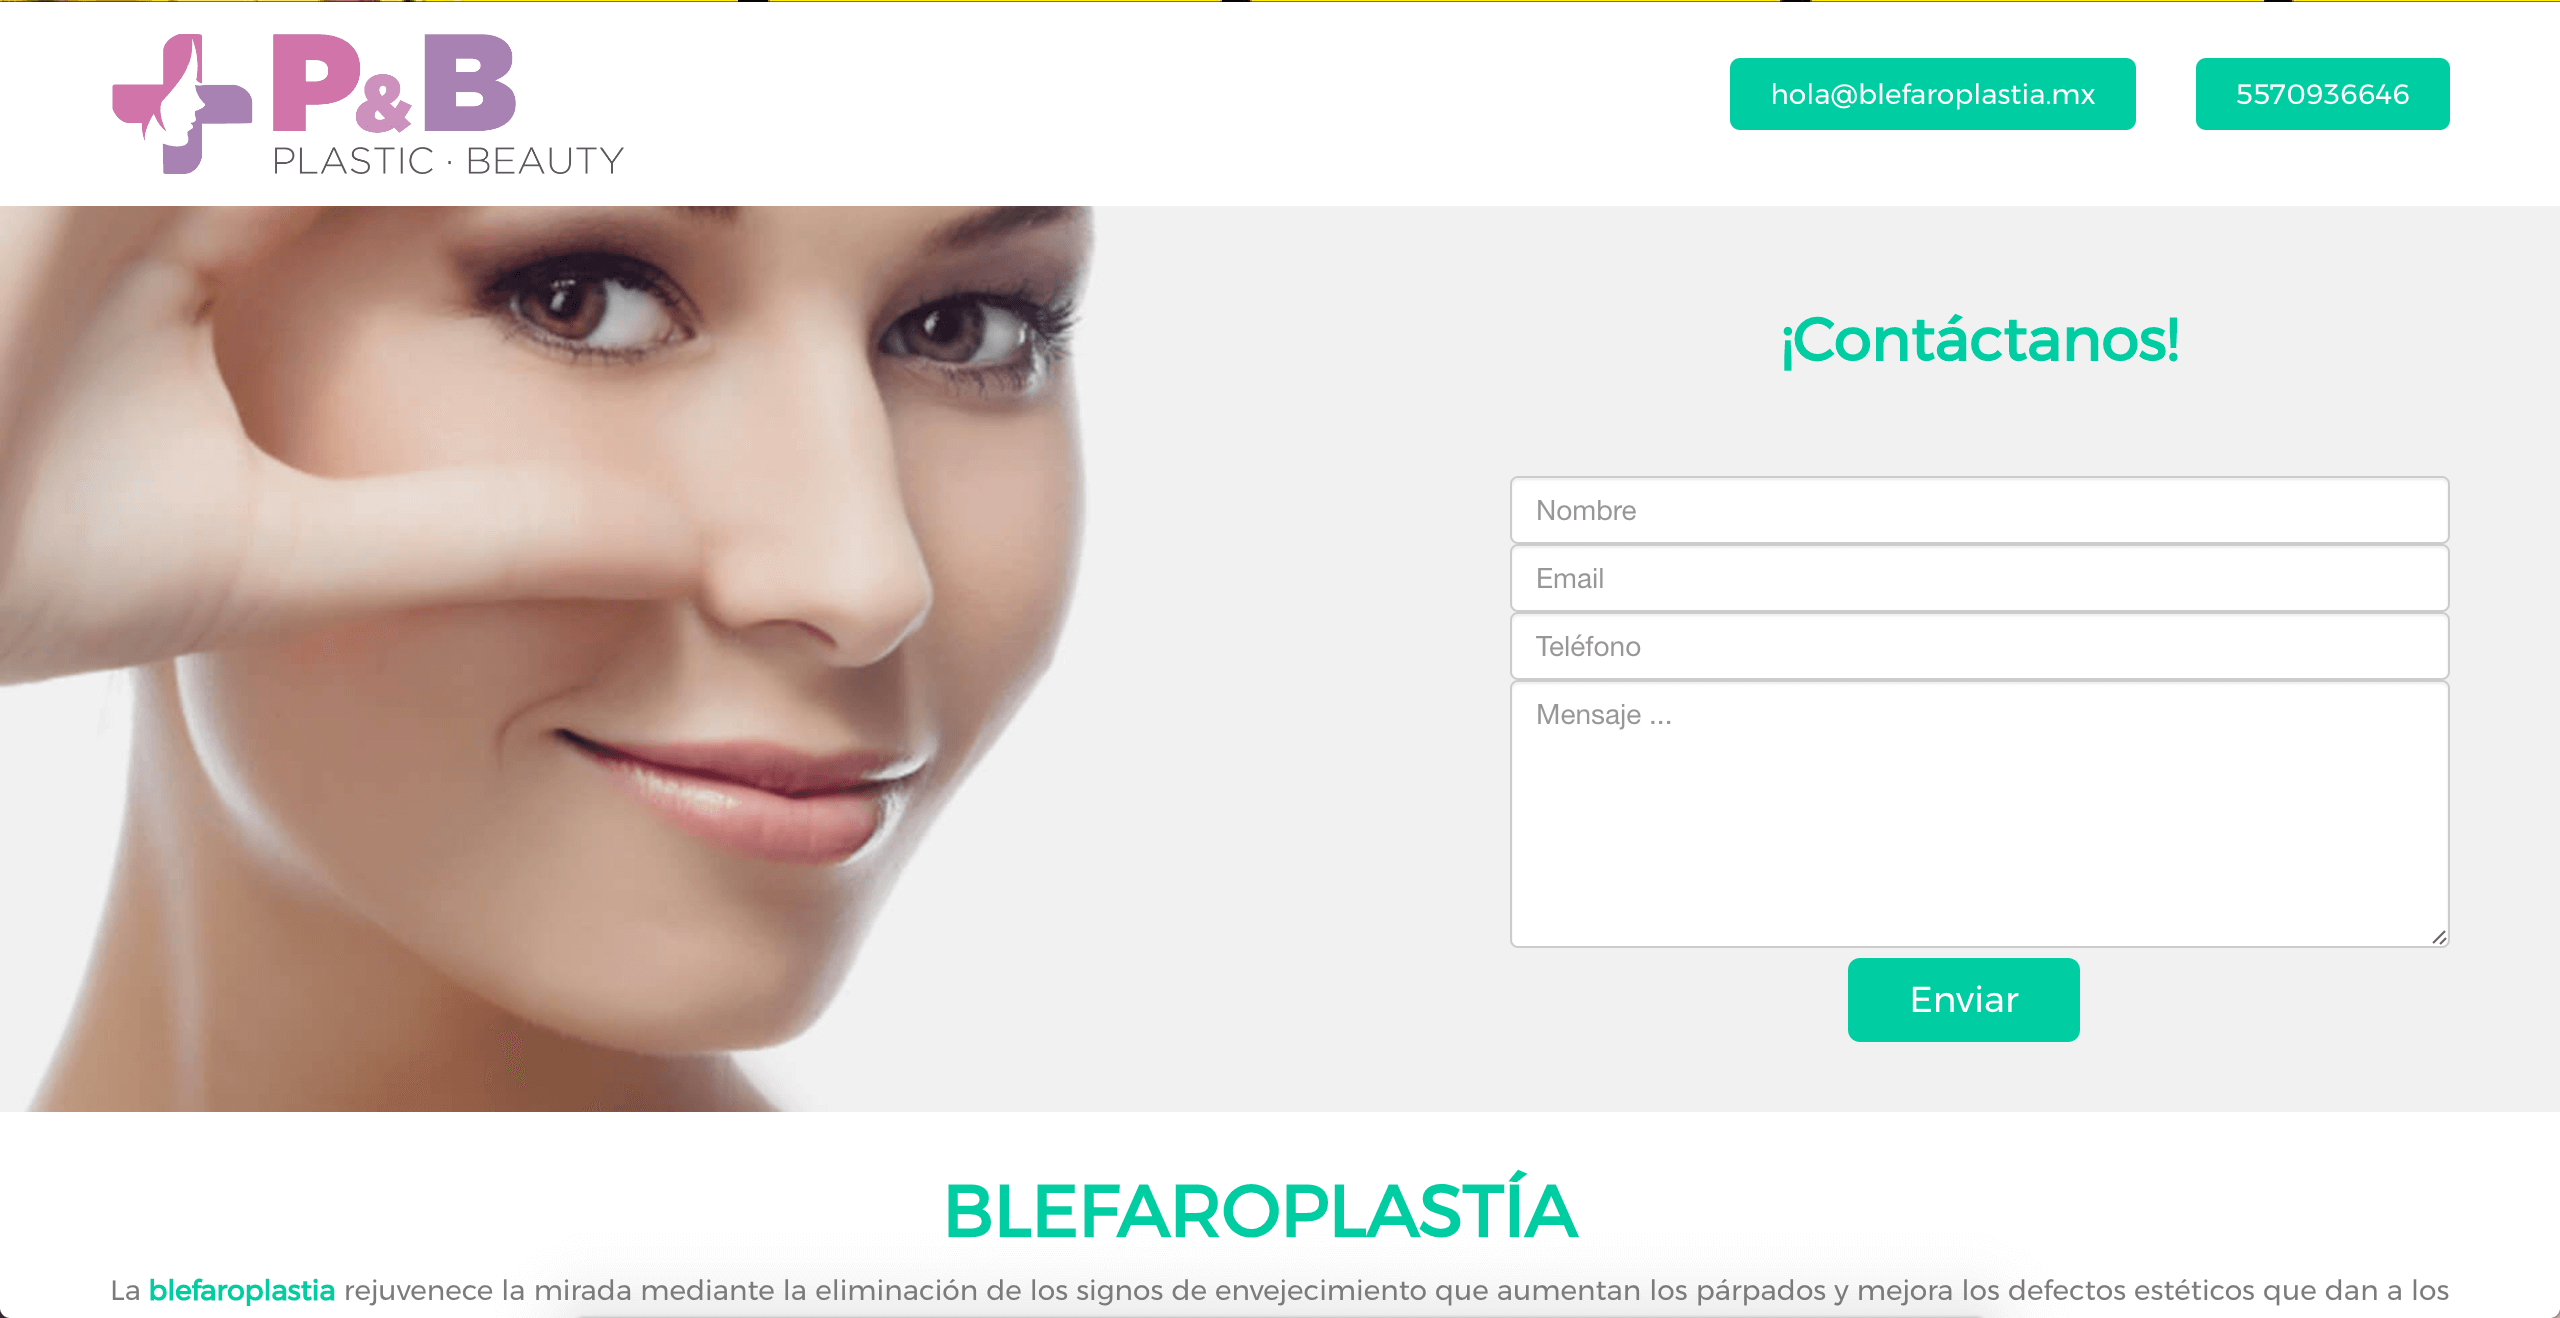 P&B
PLASTIC · BEAUTY
hola@blefaroplastia.mx
5570936646
¡Contáctanos!
Nombre
Email
Teléfono
Mensaje ...
Enviar
BLEFAROPLASTÍA
La blefaroplastia rejuvenece la mirada mediante la eliminación de los signos de envejecimiento que aumentan los párpados y mejora los defectos estéticos que dan a los